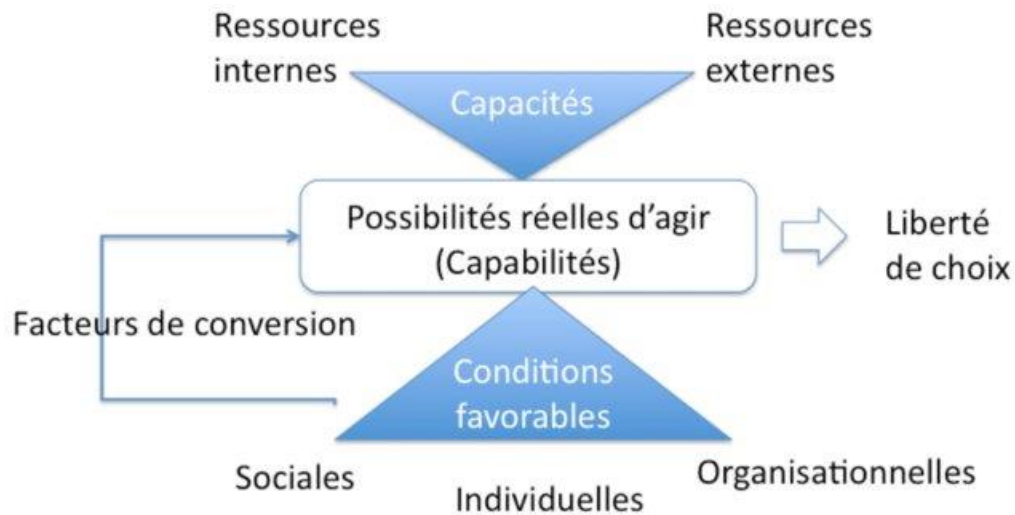 Ressources
internes
Ressources
externes
Capacités
Possibilités réelles d'agir
(Capabilités)
Liberté
de choix
Facteurs de conversion
Conditions
favorables
Sociales
Individuelles
Organisationnelles